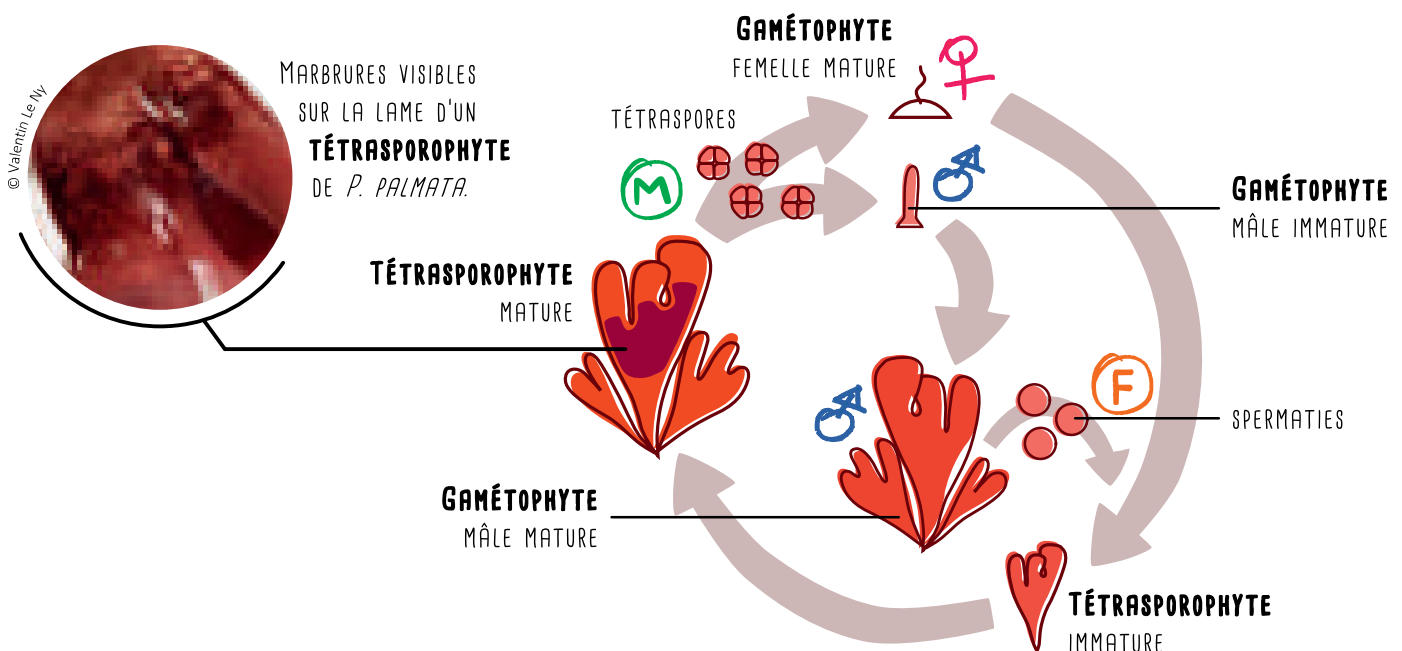 © Valentin Le Ny
MARBRURES VISIBLES
SUR LA LAME D'UN
TÉTRASPOROPHYTE
DE P. PALMATA.
GAMÉTOPHYTE
FEMELLE MATURE
TÉTRASPORES
M
GAMÉTOPHYTE
MÂLE IMMATURE
TÉTRASPOROPHYTE
MATURE
F
SPERMATIES
GAMÉTOPHYTE
MÂLE MATURE
TÉTRASPOROPHYTE
IMMATURE